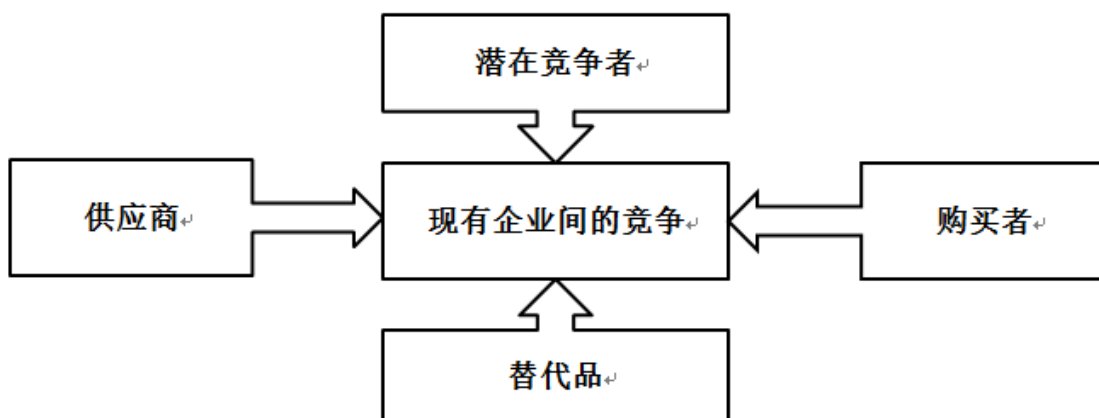 潜在竞争者
供应商
现有企业间的竞争
购买者
替代品